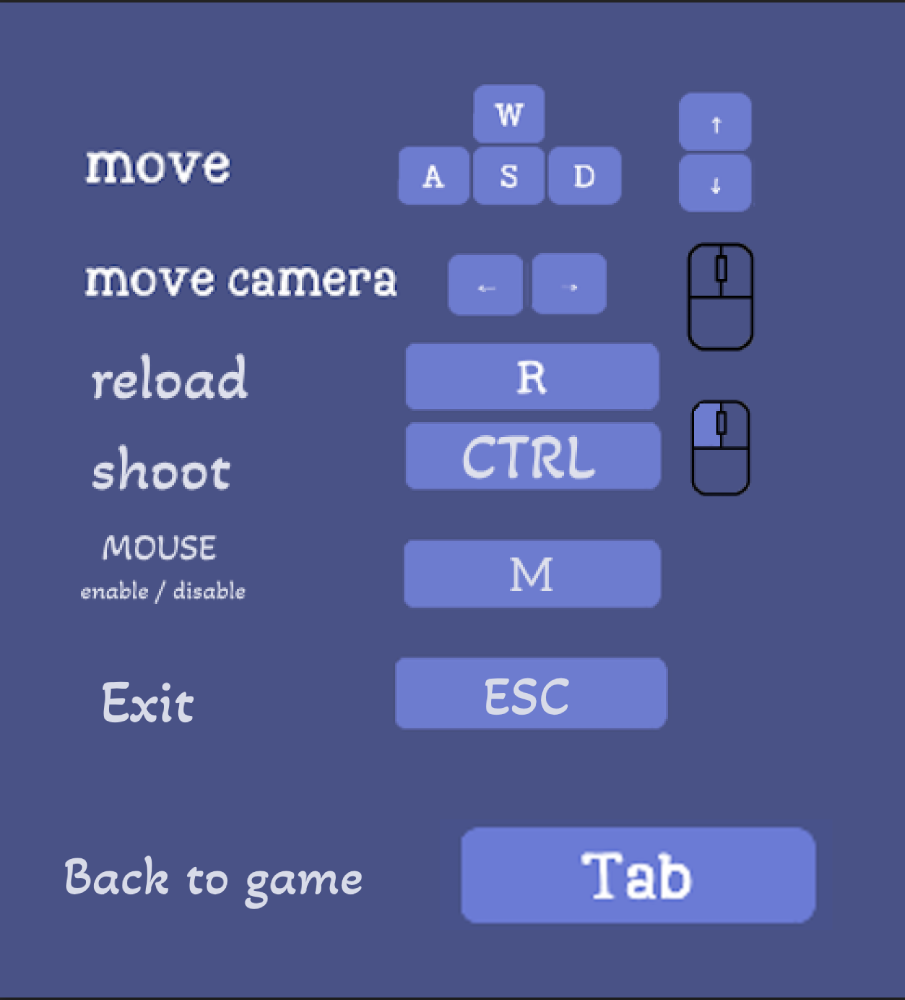 W ↑
move A S D ↓
move camera ← →
reload R
shoot CTRL
MOUSE
enable / disable M
Exit ESC
Back to game Tab